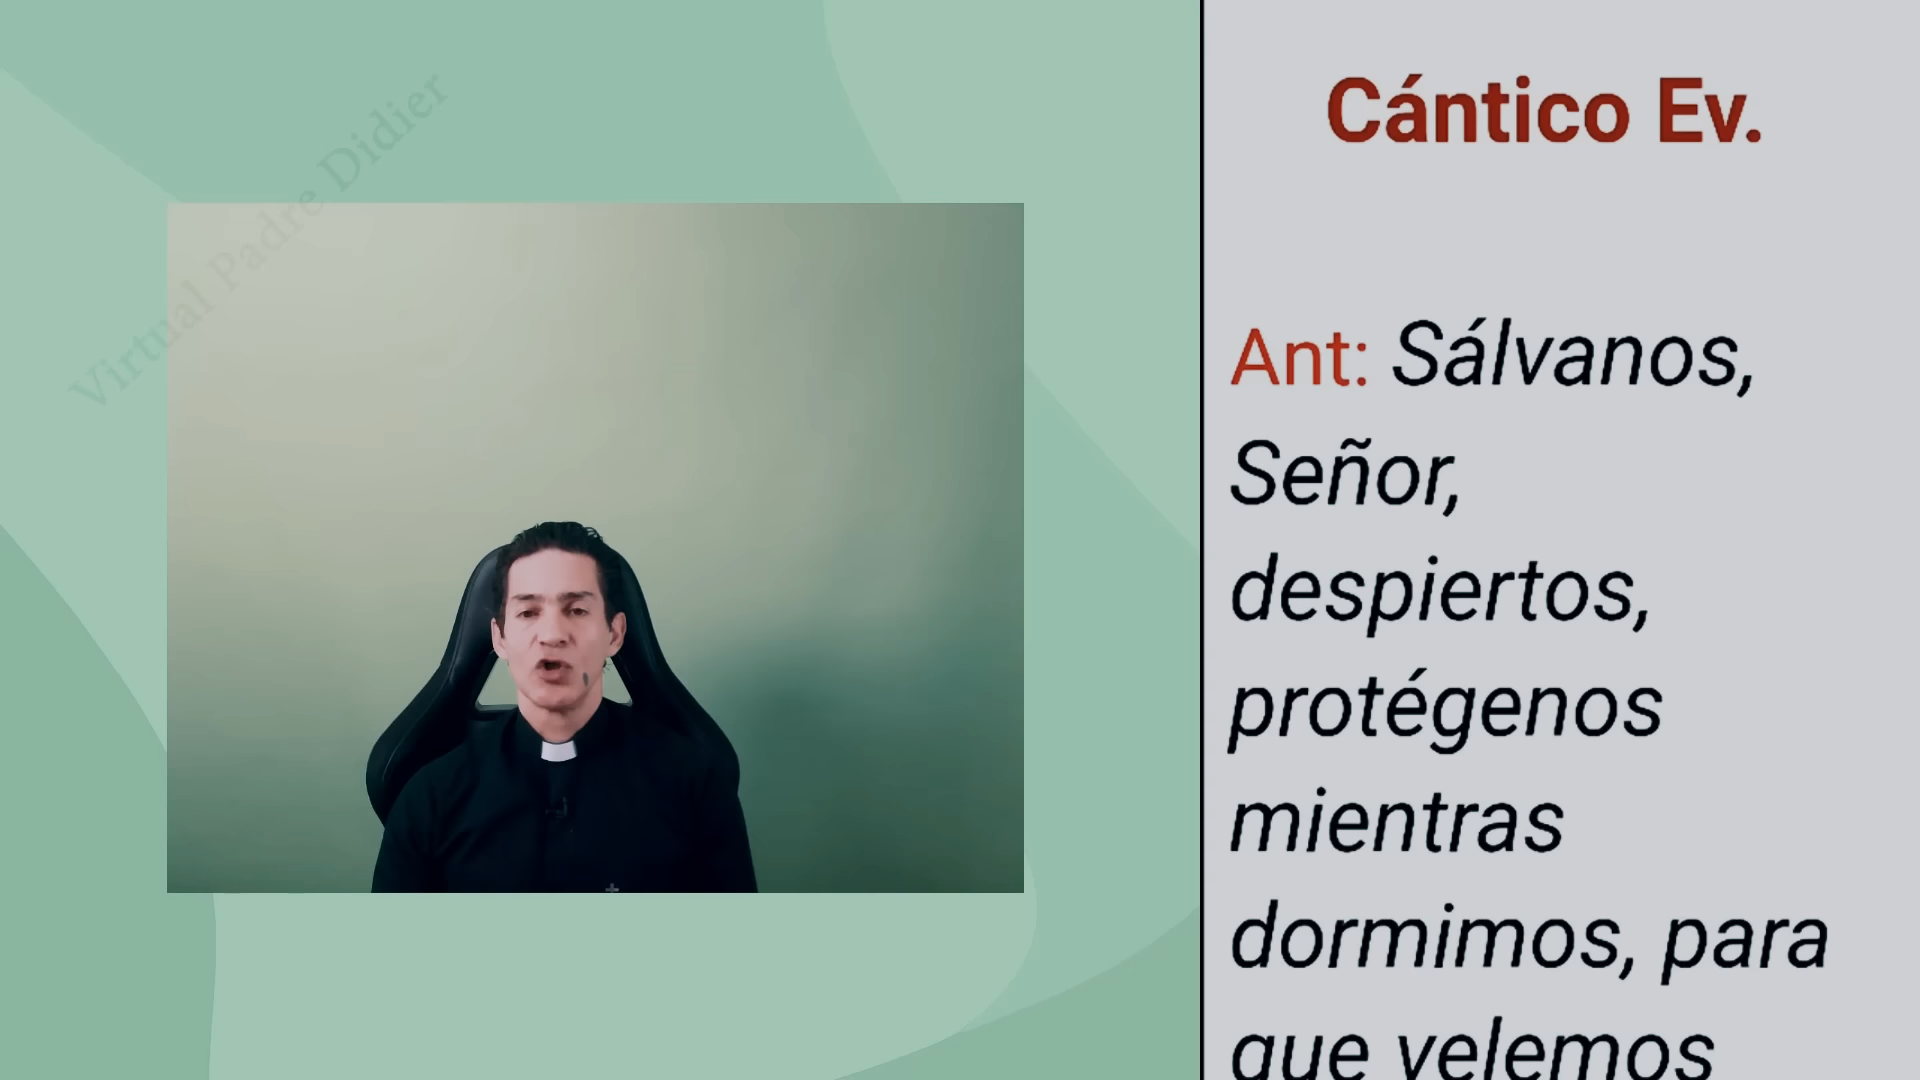 Virtual Padre Didier
Cántico Ev.
Ant: Sálvanos,
Señor,
despiertos,
protégenos
mientras
dormimos, para
que velemos